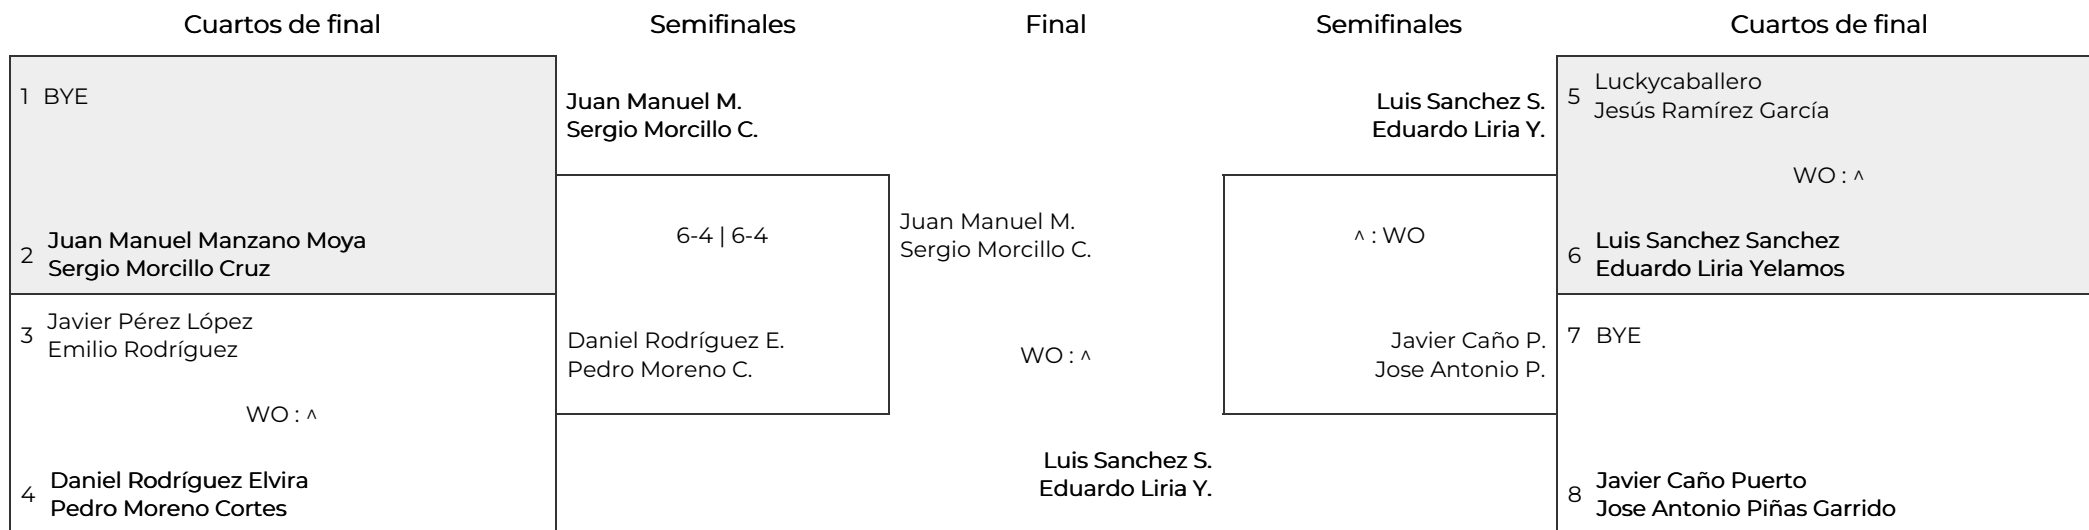 Cuartos de final
Semifinales
Final
Semifinales
Cuartos de final
1 BYE
2 Juan Manuel Manzano Moya
Sergio Morcillo Cruz
3 Javier Pérez López
Emilio Rodríguez
WO : ^
4 Daniel Rodríguez Elvira
Pedro Moreno Cortes
Juan Manuel M.
Sergio Morcillo C.
6-4 | 6-4
Daniel Rodríguez E.
Pedro Moreno C.
Juan Manuel M.
Sergio Morcillo C.
WO : ^
Luis Sanchez S.
Eduardo Liria Y.
Luis Sanchez S.
Eduardo Liria Y.
^ : WO
Javier Caño P.
Jose Antonio P.
5 Luckycaballero
Jesús Ramírez García
WO : ^
6 Luis Sanchez Sanchez
Eduardo Liria Yelamos
7 BYE
8 Javier Caño Puerto
Jose Antonio Piñas Garrido